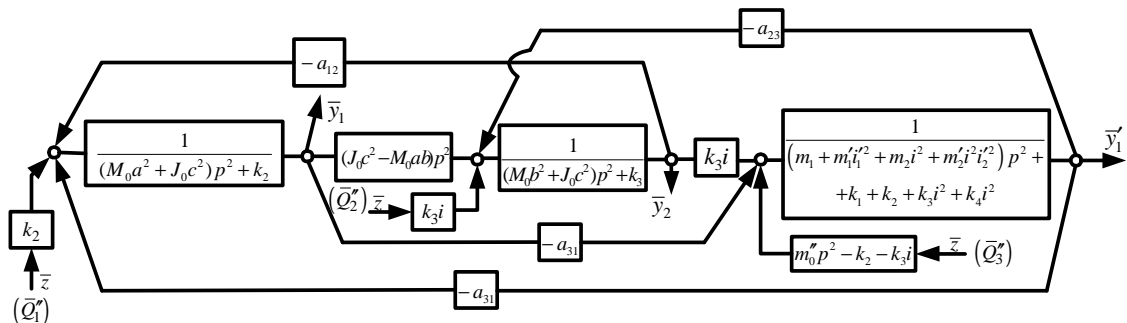 − a₂₃
− a₁₂
ȳ₁
ȳ₁′
1
(M₀a² + J₀c²) p² + k₂
(J₀c² − M₀ab)p²
1
(M₀b² + J₀c²)p² + k₃
k₃i
1
(m₁ + m₁′i₁′² + m₂i² + m₂′i²i₂′²) p² +
+k₁ + k₂ + k₃i² + k₄i²
(Q̄₂″) z̄
k₃i
ȳ₂
k₂
− a₃₁
m₀″p² − k₂ − k₃i
z̄ (Q̄₃″)
z̄
(Q̄₁″)
− a₃₁